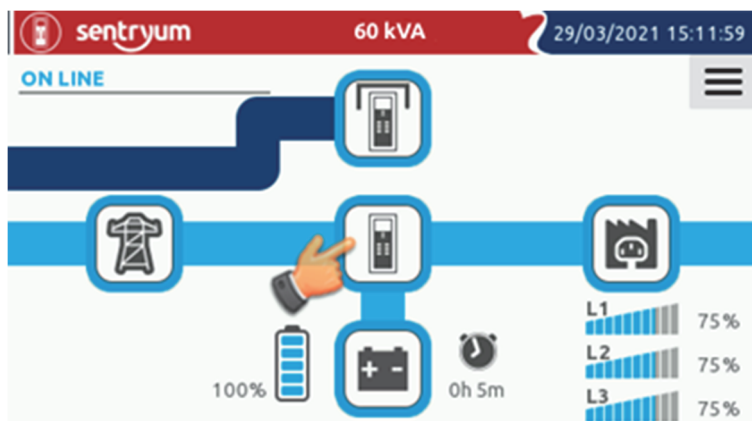 sentryum 60 kVA 29/03/2021 15:11:59
ON LINE
100%
0h 5m
L1 75%
L2 75%
L3 75%